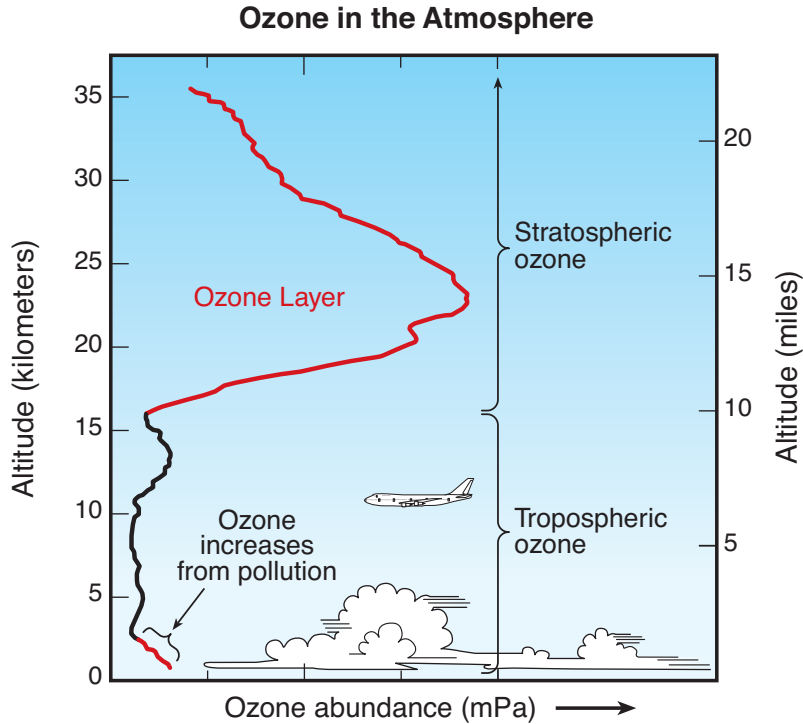 Ozone in the Atmosphere
Altitude (kilometers)
35
30
25
20
15
10
5
0
Ozone Layer
Stratospheric
ozone
Ozone
increases
from pollution
Tropospheric
ozone
20
15
10
5
Altitude (miles)
Ozone abundance (mPa)